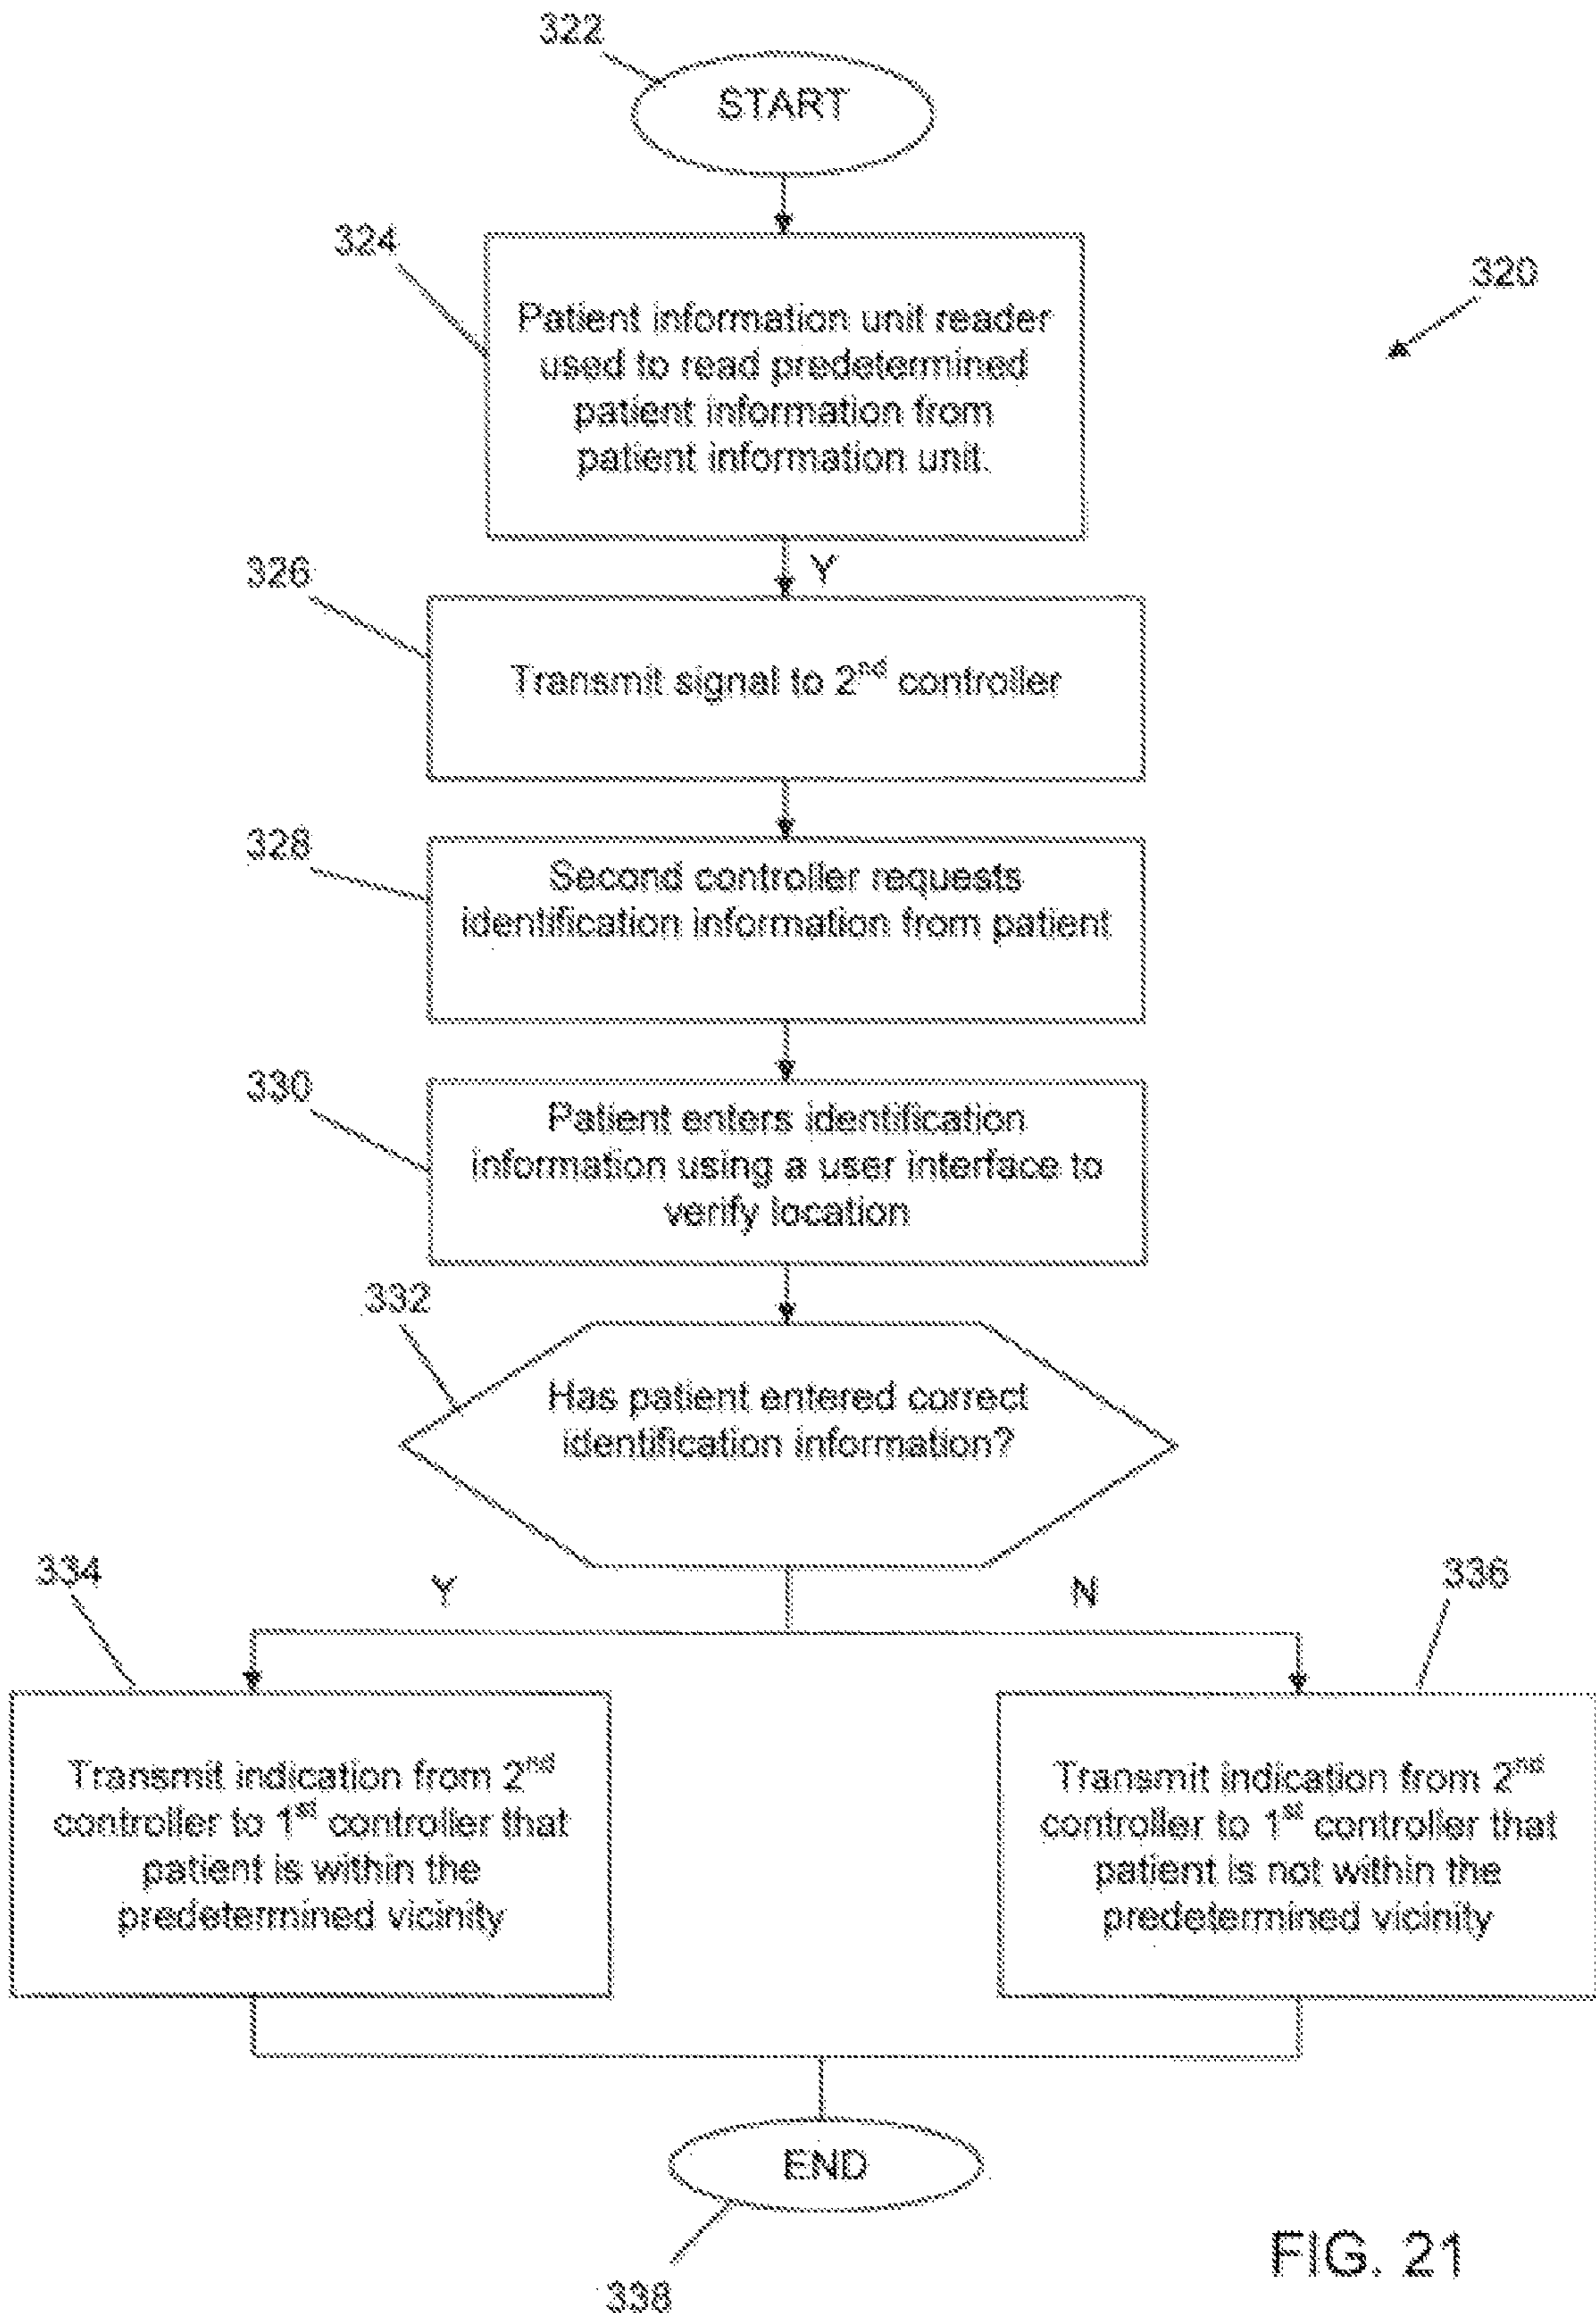 322
START
324
320
Patient information unit reader
used to read predetermined
patient information from
patient information unit.
Y
326
Transmit signal to 2nd controller
328
Second controller requests
identification information from patient
330
Patient enters identification
information using a user interface to
verify location
332
Has patient entered correct
identification information?
334
Y
N
336
Transmit indication from 2nd
controller to 1st controller that
patient is within the
predetermined vicinity
Transmit indication from 2nd
controller to 1st controller that
patient is not within the
predetermined vicinity
END
338
FIG. 21